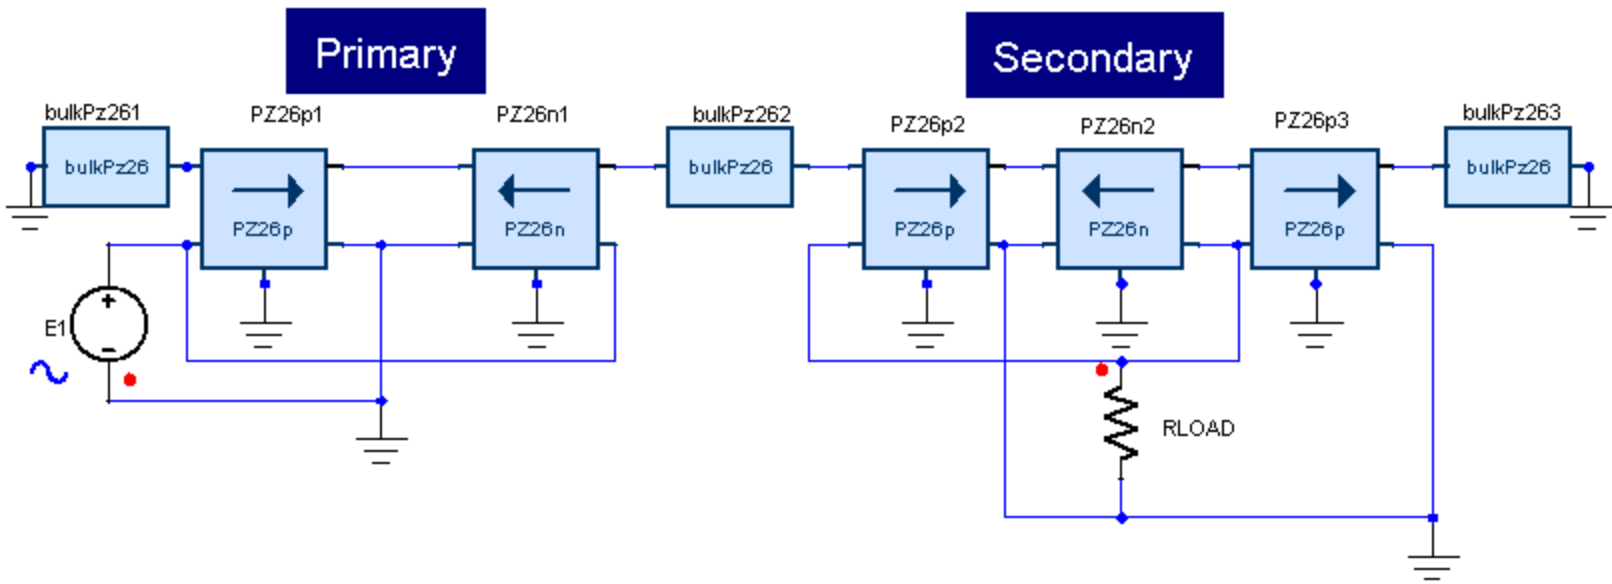 Primary
Secondary
bulkPz261
PZ26p1
PZ26n1
bulkPz262
PZ26p2
PZ26n2
PZ26p3
bulkPz263
bulkPz26
PZ26p
PZ26n
bulkPz26
PZ26p
PZ26n
PZ26p
bulkPz26
E1
+
−
RLOAD